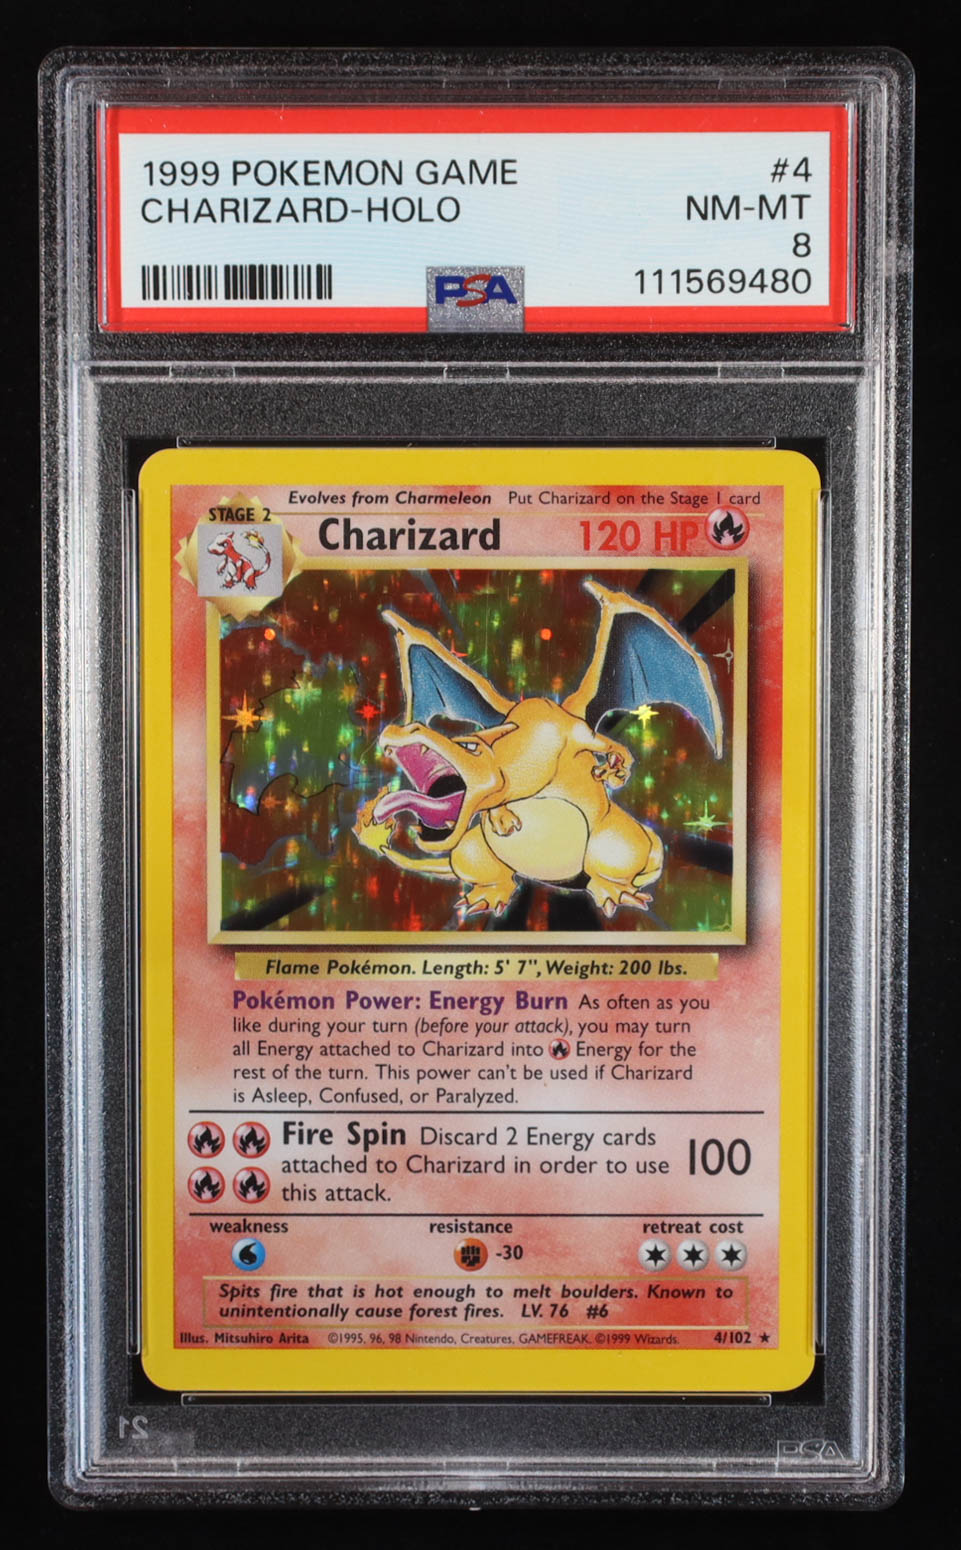 1999 POKEMON GAME #4
CHARIZARD-HOLO NM-MT
8
PSA 111569480
Evolves from Charmeleon Put Charizard on the Stage 1 card
STAGE 2
Charizard 120 HP
Flame Pokémon. Length: 5' 7", Weight: 200 lbs.
Pokémon Power: Energy Burn As often as you
like during your turn (before your attack), you may turn
all Energy attached to Charizard into Energy for the
rest of the turn. This power can't be used if Charizard
is Asleep, Confused, or Paralyzed.
Fire Spin Discard 2 Energy cards
attached to Charizard in order to use 100
this attack.
weakness resistance retreat cost
-30
Spits fire that is hot enough to melt boulders. Known to
unintentionally cause forest fires. LV. 76 #6
Illus. Mitsuhiro Arita ©1995, 96, 98 Nintendo, Creatures, GAMEFREAK. ©1999 Wizards. 4/102 ★
21
PSA